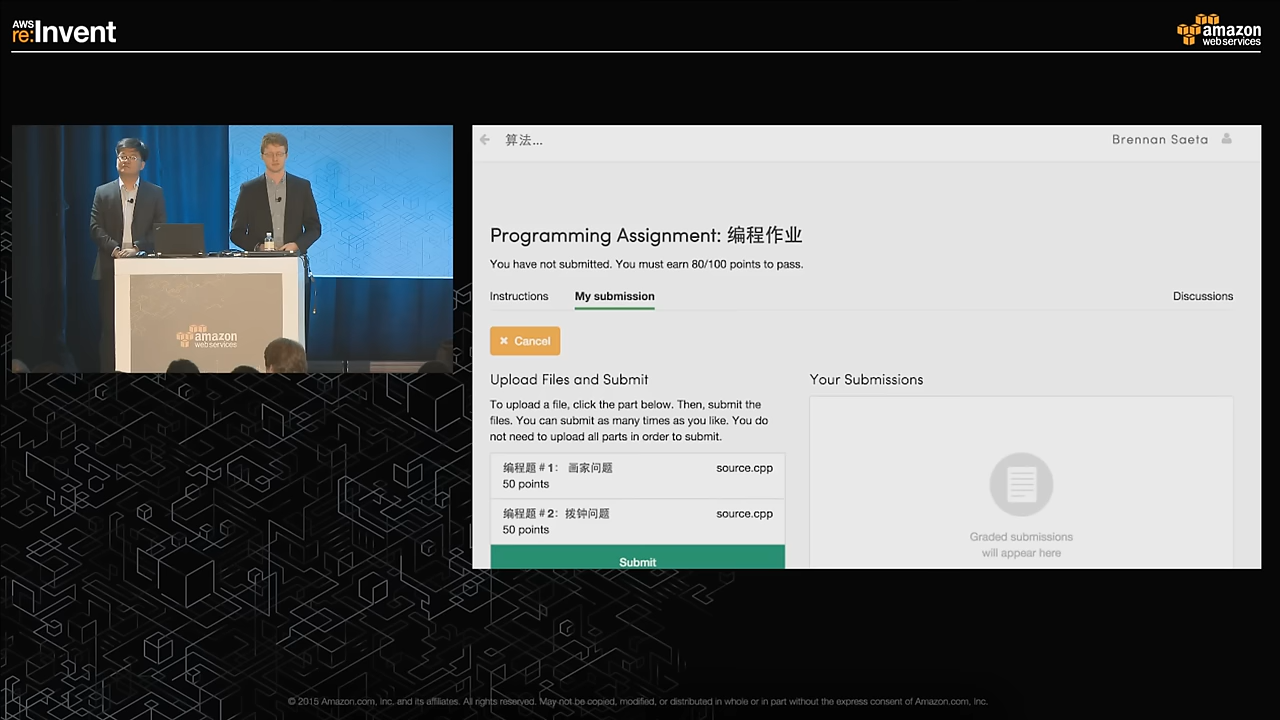 AWS
re:Invent
amazon
web services
算法...
Brennan Saeta
Programming Assignment: 编程作业
You have not submitted. You must earn 80/100 points to pass.
Instructions
My submission
Discussions
× Cancel
Upload Files and Submit
To upload a file, click the part below. Then, submit the
files. You can submit as many times as you like. You do
not need to upload all parts in order to submit.
编程题＃1： 画家问题
source.cpp
50 points
编程题＃2：拨钟问题
source.cpp
50 points
Submit
Your Submissions
Graded submissions
will appear here
amazon
web services
© 2015 Amazon.com, Inc. and its affiliates. All rights reserved. May not be copied, modified, or distributed in whole or in part without the express consent of Amazon.com, Inc.